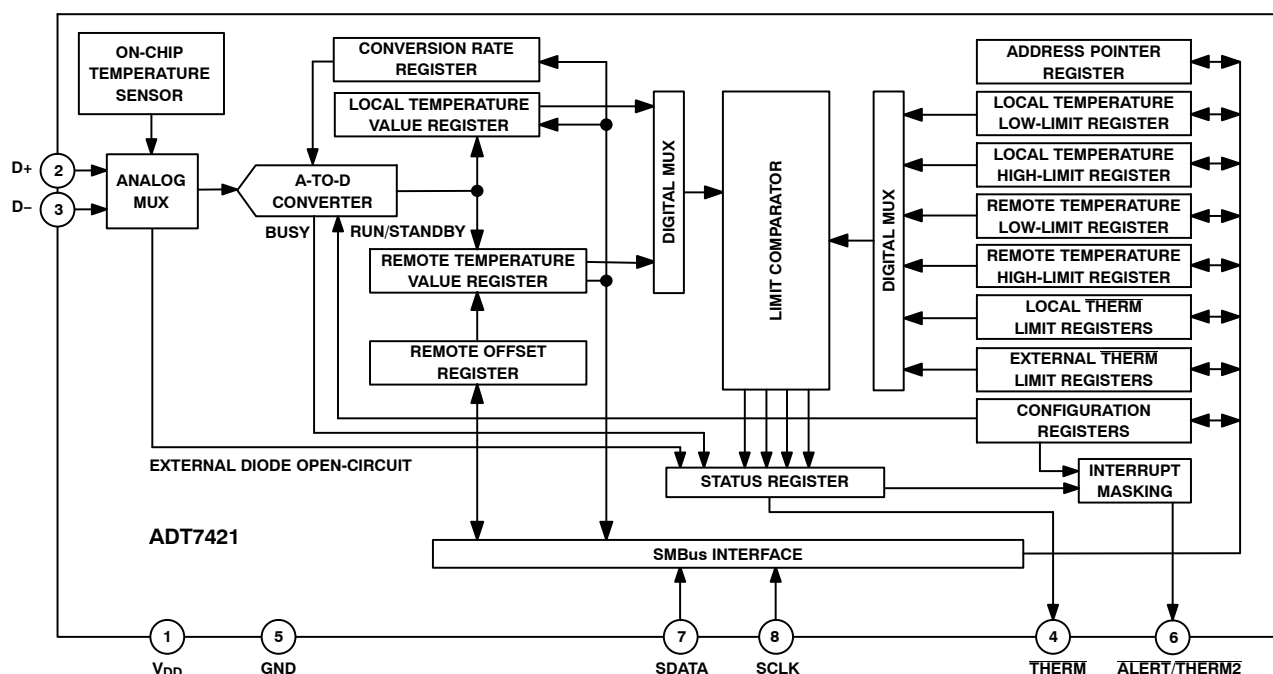 ON-CHIP
TEMPERATURE
SENSOR
CONVERSION RATE
REGISTER
LOCAL TEMPERATURE
VALUE REGISTER
D+
2
D–
3
ANALOG
MUX
A-TO-D
CONVERTER
BUSY
RUN/STANDBY
REMOTE TEMPERATURE
VALUE REGISTER
REMOTE OFFSET
REGISTER
DIGITAL MUX
LIMIT COMPARATOR
DIGITAL MUX
ADDRESS POINTER
REGISTER
LOCAL TEMPERATURE
LOW-LIMIT REGISTER
LOCAL TEMPERATURE
HIGH-LIMIT REGISTER
REMOTE TEMPERATURE
LOW-LIMIT REGISTER
REMOTE TEMPERATURE
HIGH-LIMIT REGISTER
LOCAL THERM
LIMIT REGISTERS
EXTERNAL THERM
LIMIT REGISTERS
CONFIGURATION
REGISTERS
EXTERNAL DIODE OPEN-CIRCUIT
STATUS REGISTER
INTERRUPT
MASKING
ADT7421
SMBus INTERFACE
1
5
7
8
4
6
VDD
GND
SDATA
SCLK
THERM
ALERT/THERM2